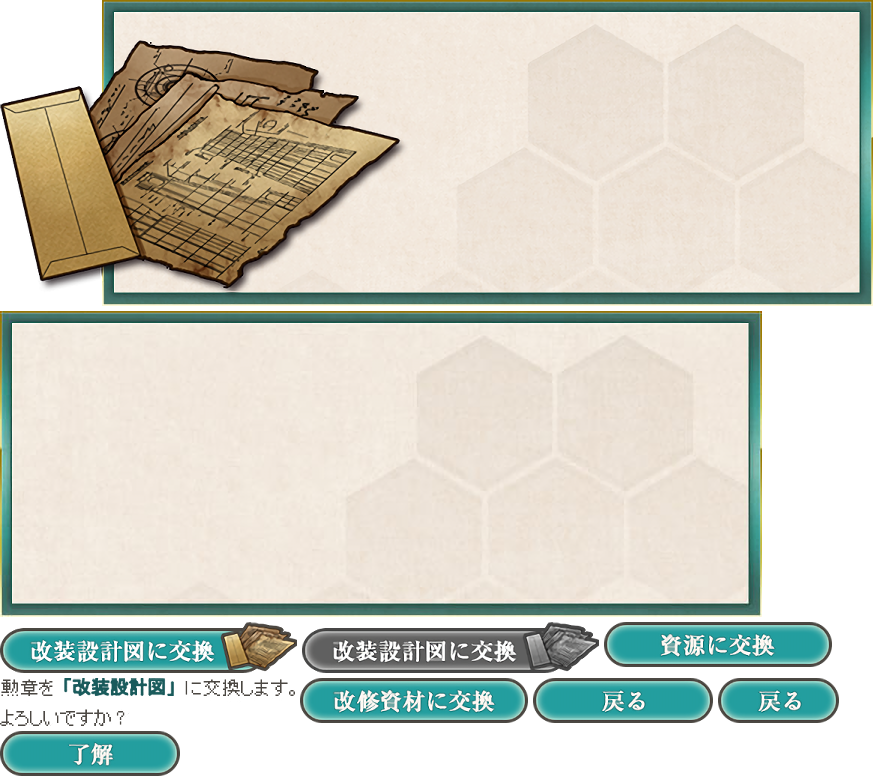 改装設計図に交換
改装設計図に交換
資源に交換
勲章を「改装設計図」に交換します。
よろしいですか？
改修資材に交換
戻る
戻る
了解